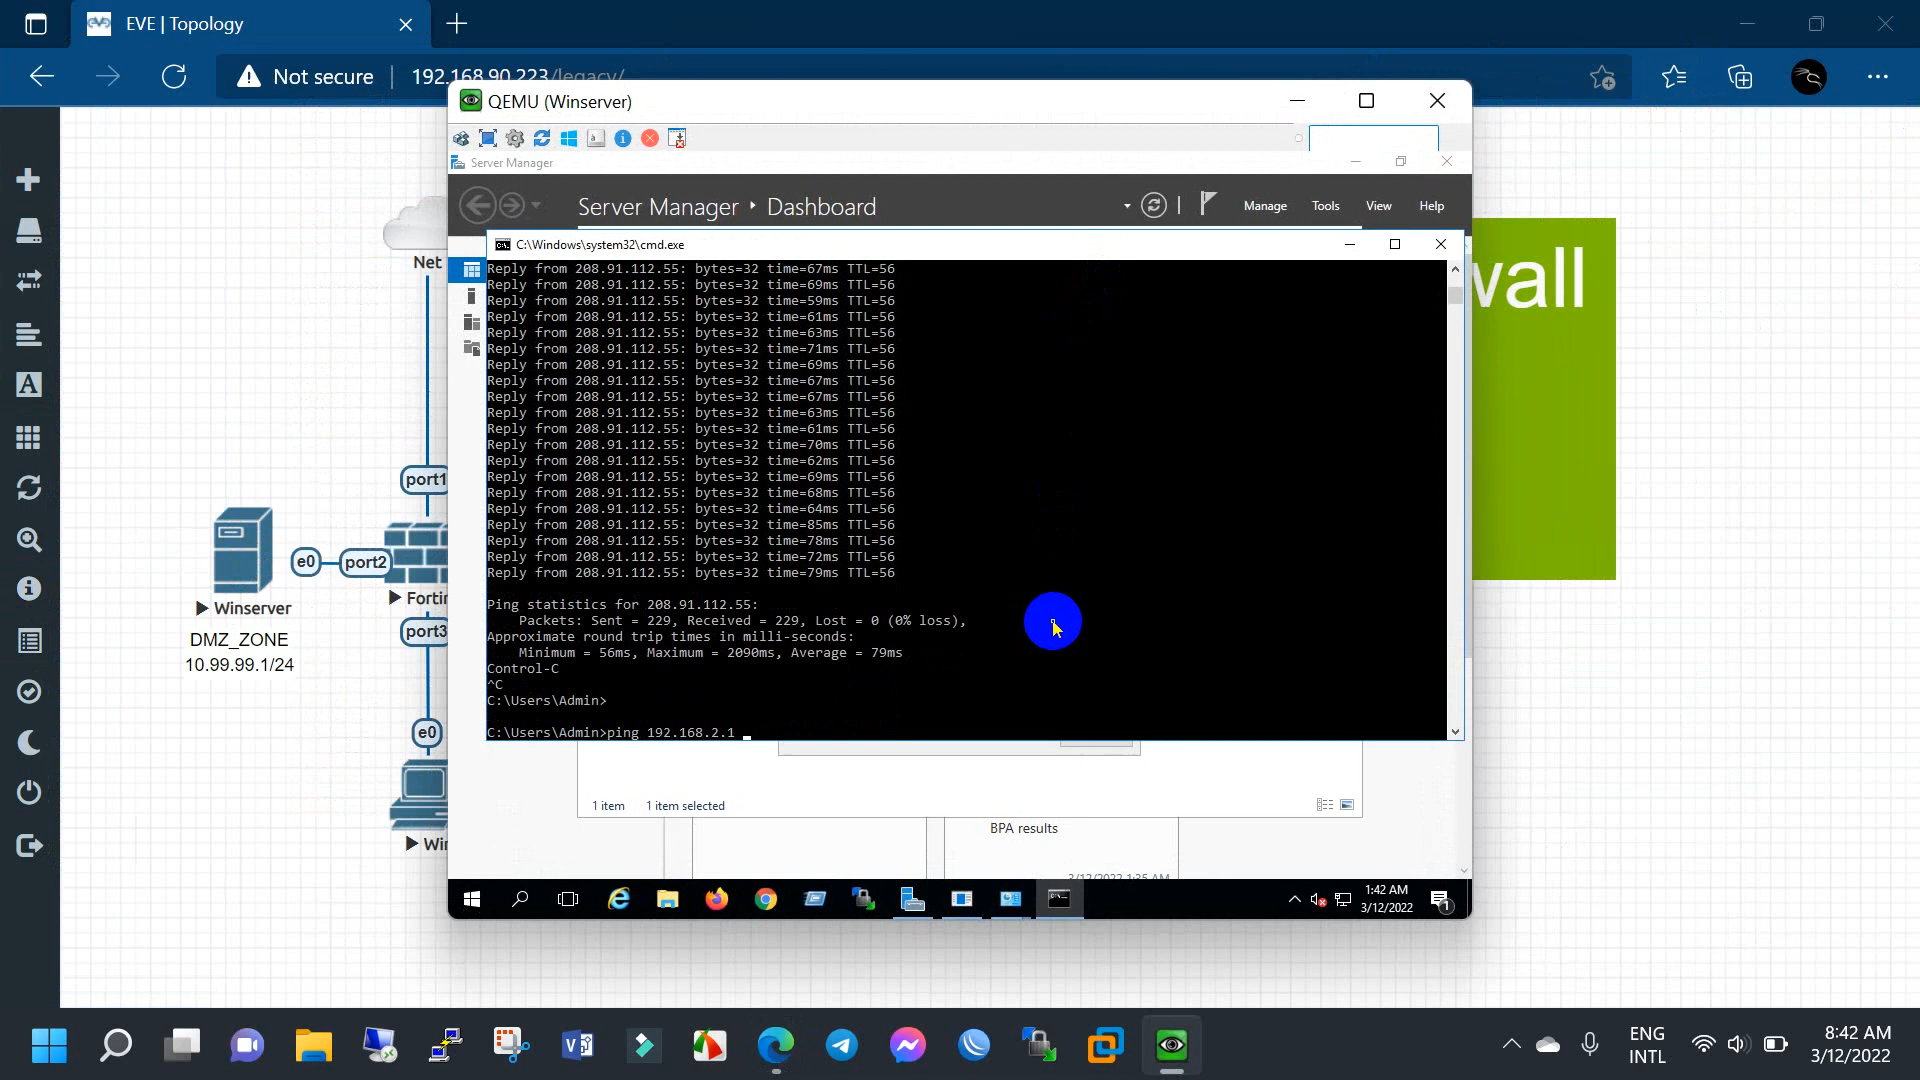 EVE | Topology
Not secure
192.168.90.223/legacy/
QEMU (Winserver)
Server Manager
Server Manager • Dashboard
Manage
Tools
View
Help
C:\Windows\system32\cmd.exe
Reply from 208.91.112.55: bytes=32 time=67ms TTL=56
Reply from 208.91.112.55: bytes=32 time=69ms TTL=56
Reply from 208.91.112.55: bytes=32 time=59ms TTL=56
Reply from 208.91.112.55: bytes=32 time=61ms TTL=56
Reply from 208.91.112.55: bytes=32 time=63ms TTL=56
Reply from 208.91.112.55: bytes=32 time=71ms TTL=56
Reply from 208.91.112.55: bytes=32 time=69ms TTL=56
Reply from 208.91.112.55: bytes=32 time=67ms TTL=56
Reply from 208.91.112.55: bytes=32 time=67ms TTL=56
Reply from 208.91.112.55: bytes=32 time=63ms TTL=56
Reply from 208.91.112.55: bytes=32 time=61ms TTL=56
Reply from 208.91.112.55: bytes=32 time=70ms TTL=56
Reply from 208.91.112.55: bytes=32 time=62ms TTL=56
Reply from 208.91.112.55: bytes=32 time=69ms TTL=56
Reply from 208.91.112.55: bytes=32 time=68ms TTL=56
Reply from 208.91.112.55: bytes=32 time=64ms TTL=56
Reply from 208.91.112.55: bytes=32 time=85ms TTL=56
Reply from 208.91.112.55: bytes=32 time=78ms TTL=56
Reply from 208.91.112.55: bytes=32 time=72ms TTL=56
Reply from 208.91.112.55: bytes=32 time=79ms TTL=56
Ping statistics for 208.91.112.55:
Packets: Sent = 229, Received = 229, Lost = 0 (0% loss),
Approximate round trip times in milli-seconds:
Minimum = 56ms, Maximum = 2090ms, Average = 79ms
Control-C
^C
C:\Users\Admin>
C:\Users\Admin>ping 192.168.2.1
1 item
1 item selected
BPA results
3/12/2022 1:35 AM
1:42 AM
3/12/2022
1
Net
port1
e0
port2
Winserver
DMZ_ZONE
10.99.99.1/24
Fortin
port3
e0
Win
wall
ENG
INTL
8:42 AM
3/12/2022